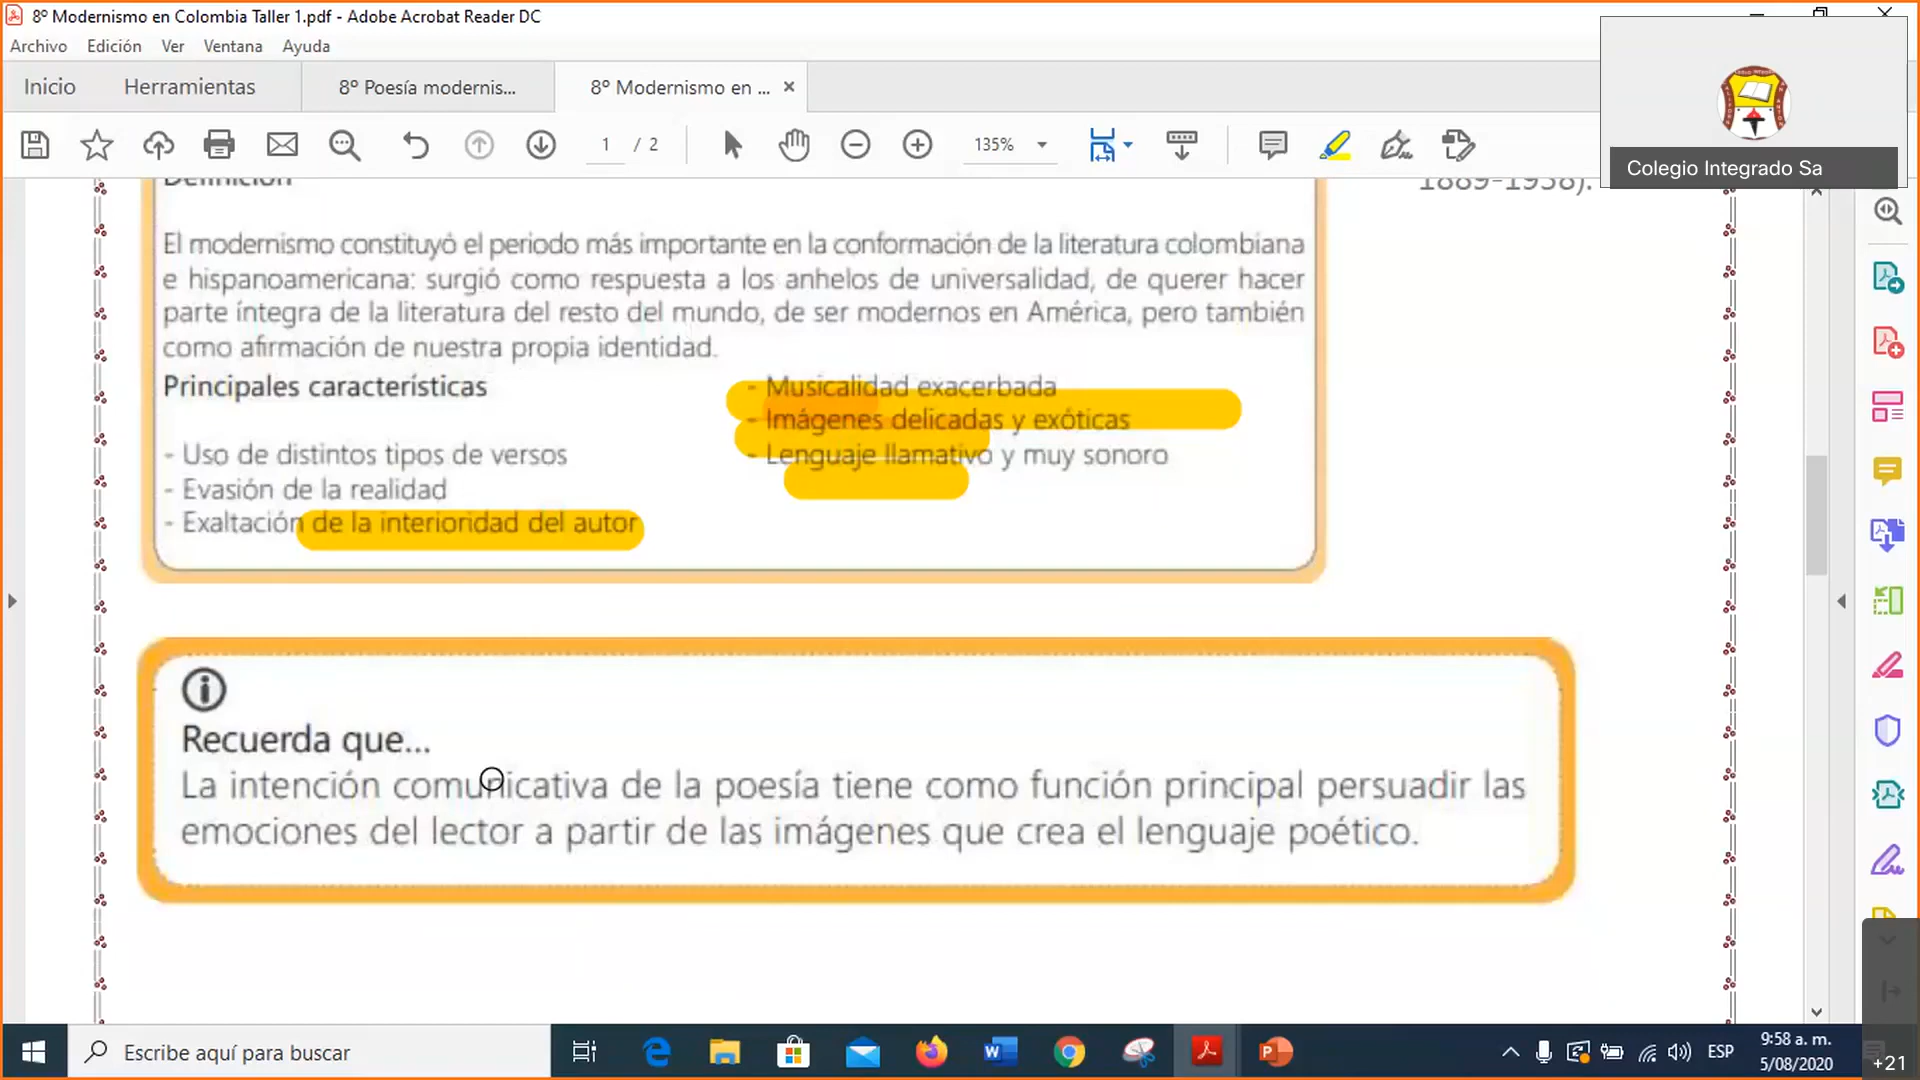 8º Modernismo en Colombia Taller 1.pdf - Adobe Acrobat Reader DC
Archivo Edición Ver Ventana Ayuda
Inicio Herramientas 8º Poesía modernis... 8º Modernismo en ...
1 / 2 135%
Colegio Integrado Sa
Definición
1889-1958).
El modernismo constituyó el periodo más importante en la conformación de la literatura colombiana
e hispanoamericana: surgió como respuesta a los anhelos de universalidad, de querer hacer
parte íntegra de la literatura del resto del mundo, de ser modernos en América, pero también
como afirmación de nuestra propia identidad.
Principales características
- Uso de distintos tipos de versos
- Evasión de la realidad
- Exaltación de la interioridad del autor
- Musicalidad exacerbada
- Imágenes delicadas y exóticas
- Lenguaje llamativo y muy sonoro
Recuerda que...
La intención comunicativa de la poesía tiene como función principal persuadir las
emociones del lector a partir de las imágenes que crea el lenguaje poético.
Escribe aquí para buscar
ESP
9:58 a. m.
5/08/2020
+21